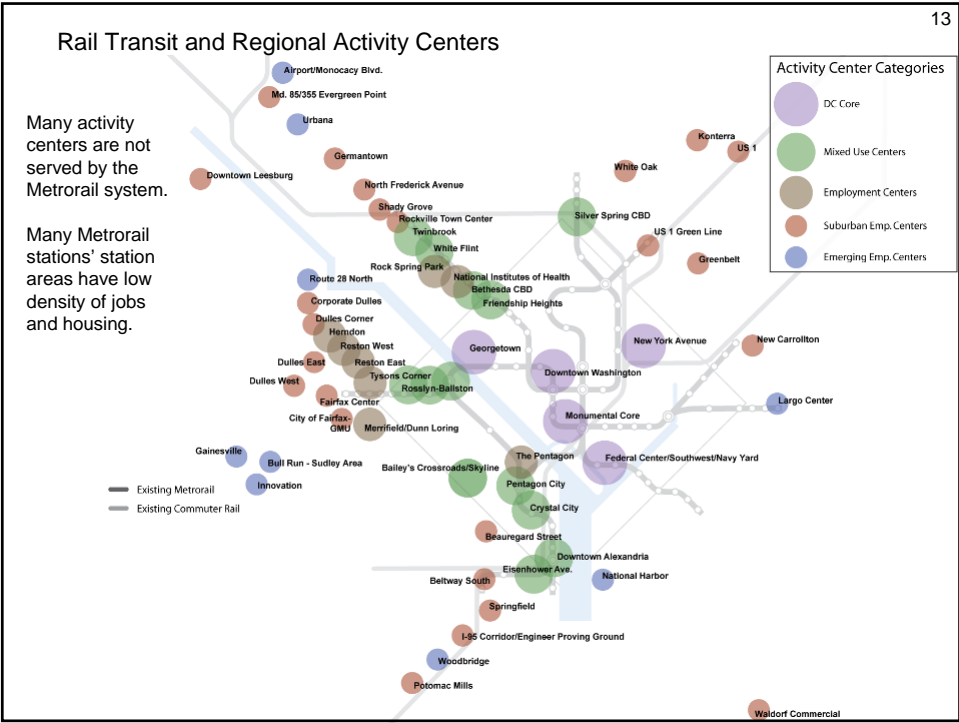 13
Rail Transit and Regional Activity Centers
Many activity
centers are not
served by the
Metrorail system.
Many Metrorail
stations' station
areas have low
density of jobs
and housing.
Activity Center Categories
DC Core
Mixed Use Centers
Employment Centers
Suburban Emp. Centers
Emerging Emp. Centers
Airport/Monocacy Blvd.
Md. 85/355 Evergreen Point
Urbana
Germantown
Downtown Leesburg
North Frederick Avenue
Shady Grove
Rockville Town Center
Twinbrook
White Flint
Rock Spring Park
National Institutes of Health
Bethesda CBD
Friendship Heights
Konterra
US 1
White Oak
Silver Spring CBD
US 1 Green Line
Greenbelt
Route 28 North
Corporate Dulles
Dulles Corner
Herndon
Reston West
Reston East
Dulles East
Tysons Corner
Dulles West
Rosslyn-Ballston
Fairfax Center
City of Fairfax-
GMU
Merrifield/Dunn Loring
Georgetown
New York Avenue
New Carrollton
Downtown Washington
Largo Center
Monumental Core
Gainesville
Bull Run - Sudley Area
Innovation
Bailey's Crossroads/Skyline
The Pentagon
Federal Center/Southwest/Navy Yard
Pentagon City
Crystal City
Existing Metrorail
Existing Commuter Rail
Beauregard Street
Downtown Alexandria
Eisenhower Ave.
Beltway South
National Harbor
Springfield
I-95 Corridor/Engineer Proving Ground
Woodbridge
Potomac Mills
Waldorf Commercial